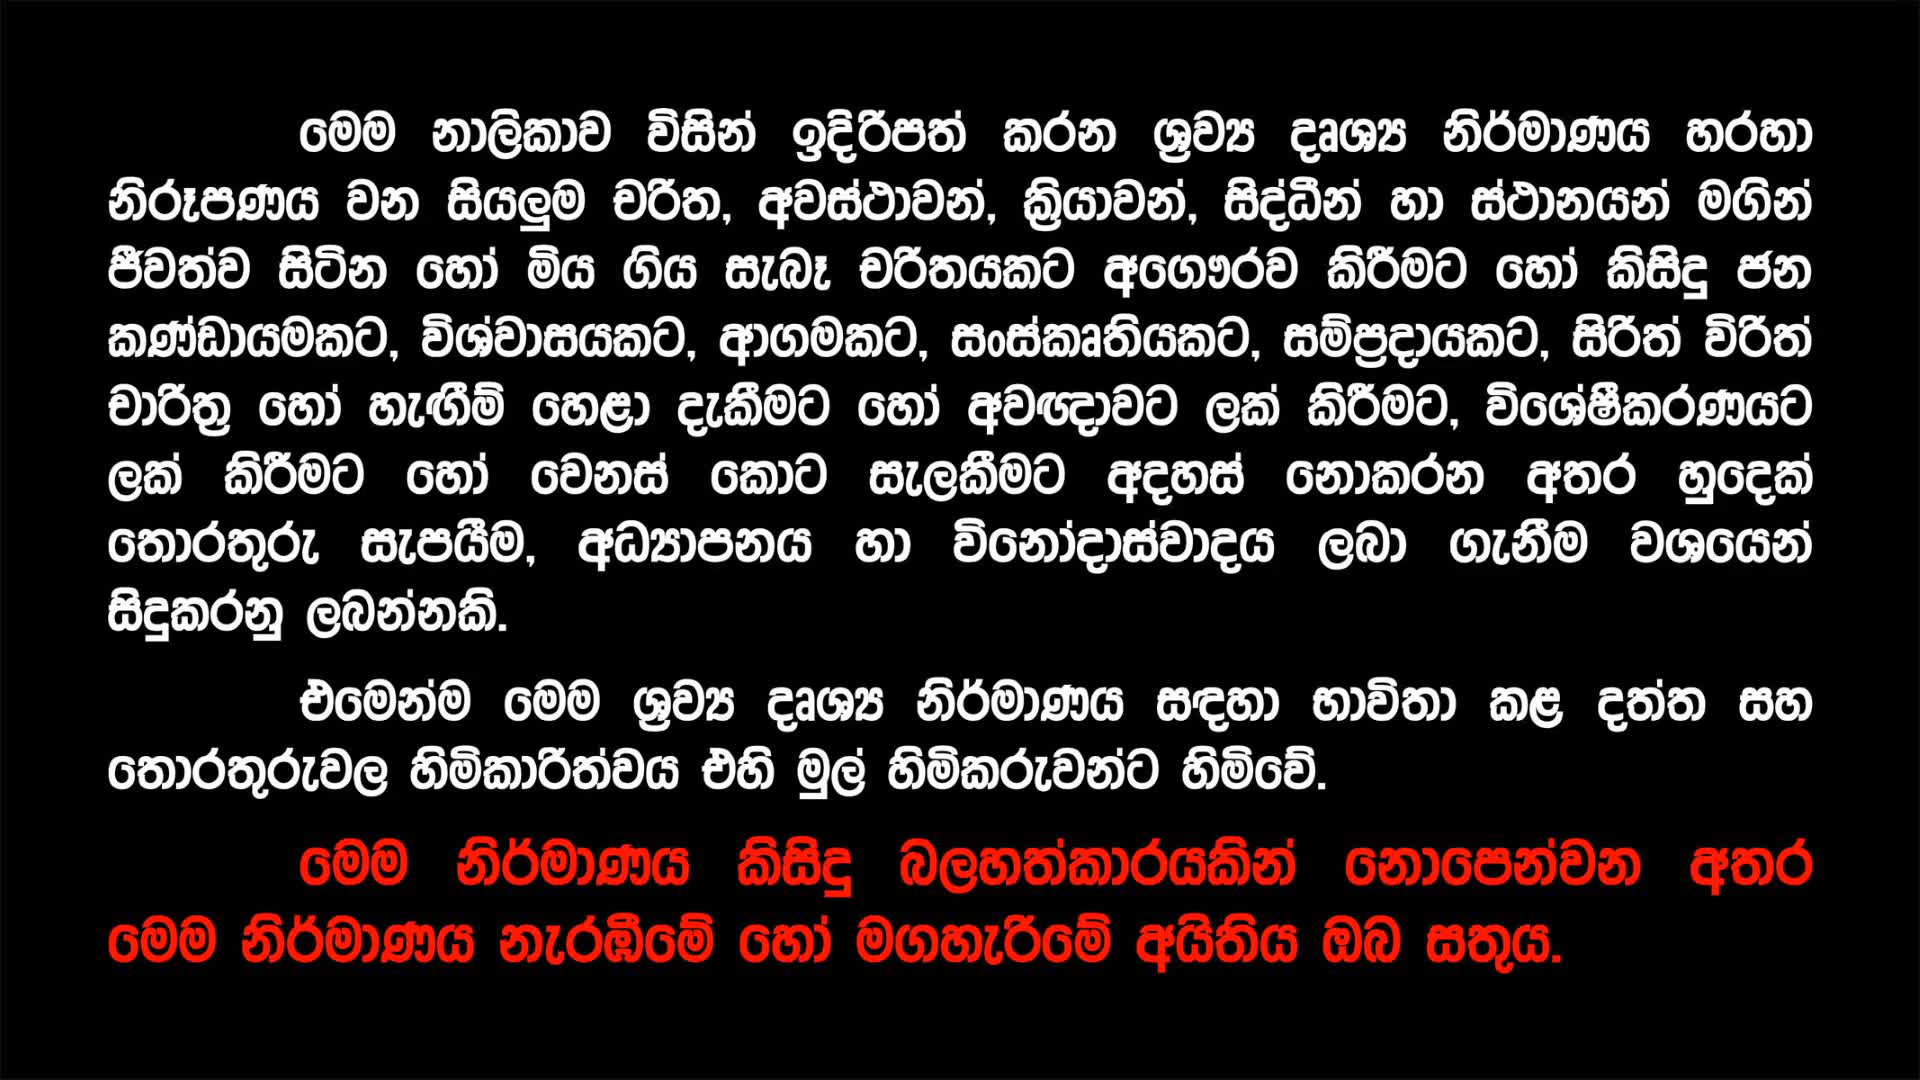 මෙම නාලිකාව විසින් ඉදිරිපත් කරන ශ්‍රව්‍ය දෘශ්‍ය නිර්මාණය හරහා
නිරූපණය වන සියලුම චරිත, අවස්ථාවන්, ක්‍රියාවන්, සිද්ධීන් හා ස්ථානයන් මගින්
ජීවත්ව සිටින හෝ මිය ගිය සැබෑ චරිතයකට අගෞරව කිරීමට හෝ කිසිදු ජන
කණ්ඩායමකට, විශ්වාසයකට, ආගමකට, සංස්කෘතියකට, සම්ප්‍රදායකට, සිරිත් විරිත්
චාරිත්‍ර හෝ හැඟීම් හෙළා දැකීමට හෝ අවඥාවට ලක් කිරීමට, විශේෂීකරණයට
ලක් කිරීමට හෝ වෙනස් කොට සැලකීමට අදහස් නොකරන අතර හුදෙක්
තොරතුරු සැපයීම, අධ්‍යාපනය හා විනෝදාස්වාදය ලබා ගැනීම වශයෙන්
සිදුකරනු ලබන්නකි.
එමෙන්ම මෙම ශ්‍රව්‍ය දෘශ්‍ය නිර්මාණය සඳහා භාවිතා කළ දත්ත සහ
තොරතුරුවල හිමිකාරිත්වය එහි මුල් හිමිකරුවන්ට හිමිවේ.
මෙම නිර්මාණය කිසිදු බලහත්කාරයකින් නොපෙන්වන අතර
මෙම නිර්මාණය නැරඹීමේ හෝ මගහැරීමේ අයිතිය ඔබ සතුය.